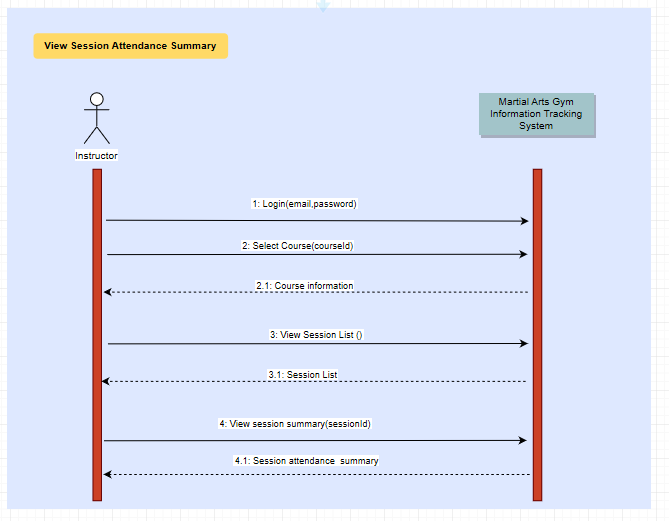 View Session Attendance Summary
Martial Arts Gym
Information Tracking
System
Instructor
1: Login(email,password)
2: Select Course(courseId)
2.1: Course information
3: View Session List ()
3.1: Session List
4: View session summary(sessionId)
4.1: Session attendance  summary